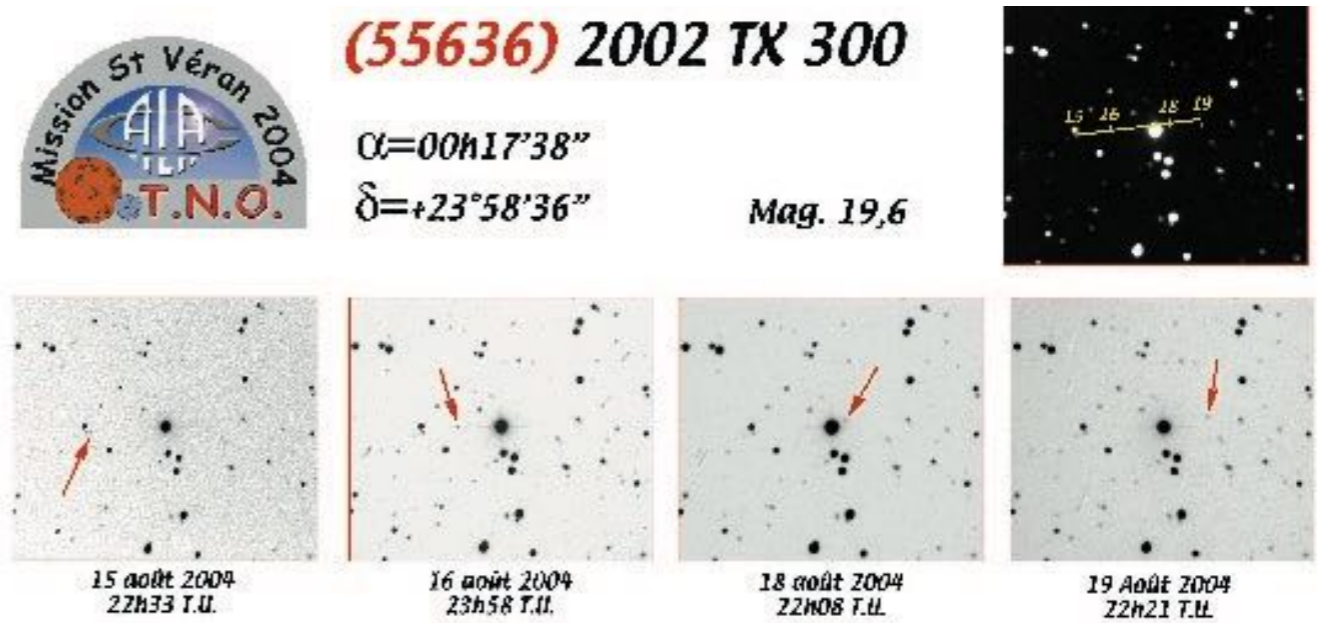 Mission St Véran 2004
AIA
T.N.O.
(55636) 2002 TX 300
α=00h17'38"
δ=+23°58'36"
Mag. 19,6
15 16 18 19
15 août 2004
22h33 T.U.
16 août 2004
23h58 T.U.
18 août 2004
22h08 T.U.
19 Août 2004
22h21 T.U.